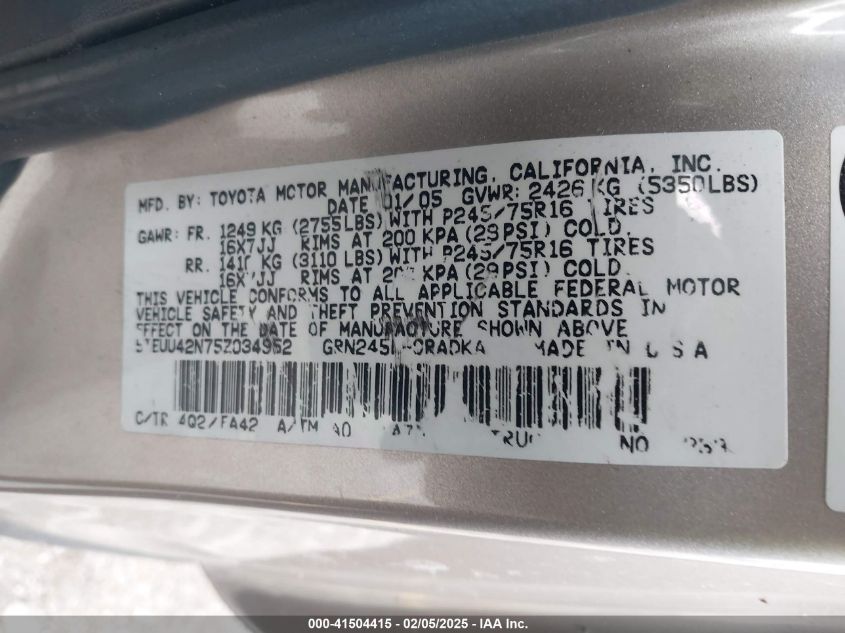 MFD. BY: TOYOTA MOTOR MANUFACTURING, CALIFORNIA, INC.
DATE 01/05 GVWR: 2426 KG (5350LBS)
GAWR: FR. 1249 KG (2755LBS) WITH P245/75R16 TIRES
16X7JJ RIMS AT 200 KPA (29PSI) COLD.
RR. 1410 KG (3110 LBS) WITH P245/75R16 TIRES
16X7JJ RIMS AT 200 KPA (29PSI) COLD.
THIS VEHICLE CONFORMS TO ALL APPLICABLE FEDERAL MOTOR
VEHICLE SAFETY AND THEFT PREVENTION STANDARDS IN
EFFECT ON THE DATE OF MANUFACTURE SHOWN ABOVE
5TEUU42N75Z034952 MADE IN USA
C/TR 4Q2/FA42 A/TM
NO
000-41504415 - 02/05/2025 - IAA Inc.